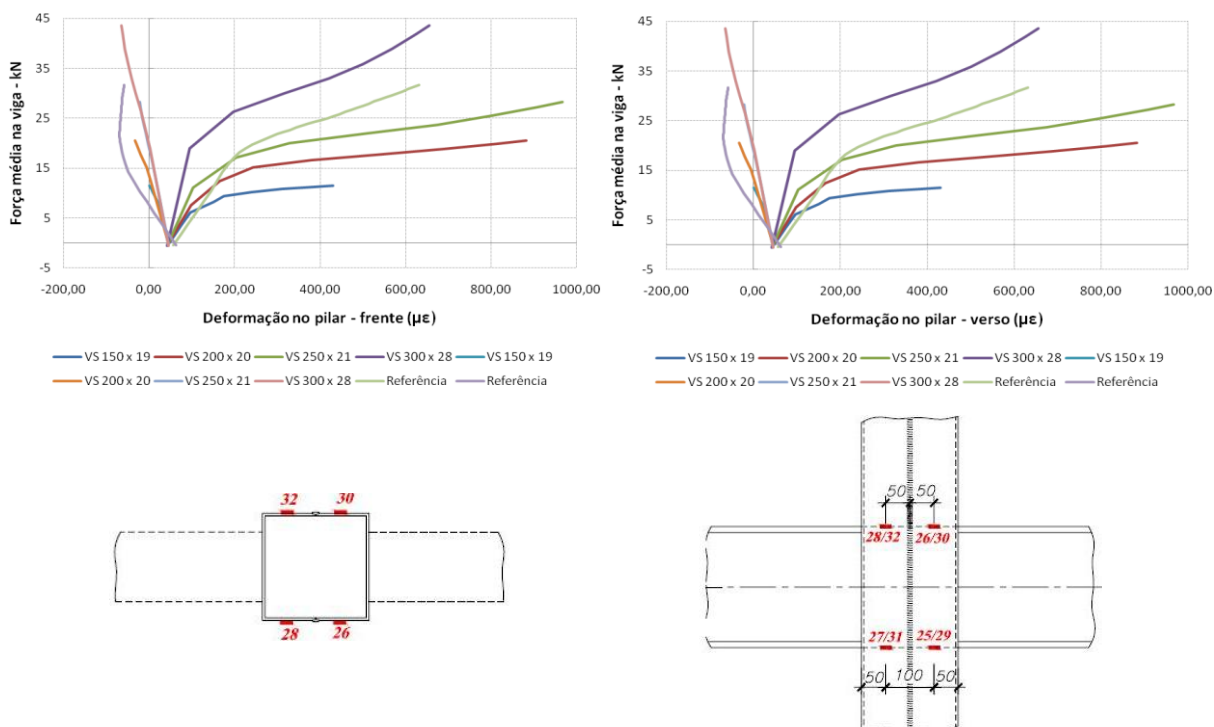 45
35
25
15
5
-5
Força média na viga - kN
-200,00 0,00 200,00 400,00 600,00 800,00 1000,00
Deformação no pilar - frente (µε)
VS 150 x 19 VS 200 x 20 VS 250 x 21 VS 300 x 28 VS 150 x 19
VS 200 x 20 VS 250 x 21 VS 300 x 28 Referência Referência
45
35
25
15
5
-5
Força média na viga - kN
-200,00 0,00 200,00 400,00 600,00 800,00 1000,00
Deformação no pilar - verso (µε)
VS 150 x 19 VS 200 x 20 VS 250 x 21 VS 300 x 28 VS 150 x 19
VS 200 x 20 VS 250 x 21 VS 300 x 28 Referência Referência
32 30
28 26
50 50
28/32 26/30
27/31 25/29
50 100 50